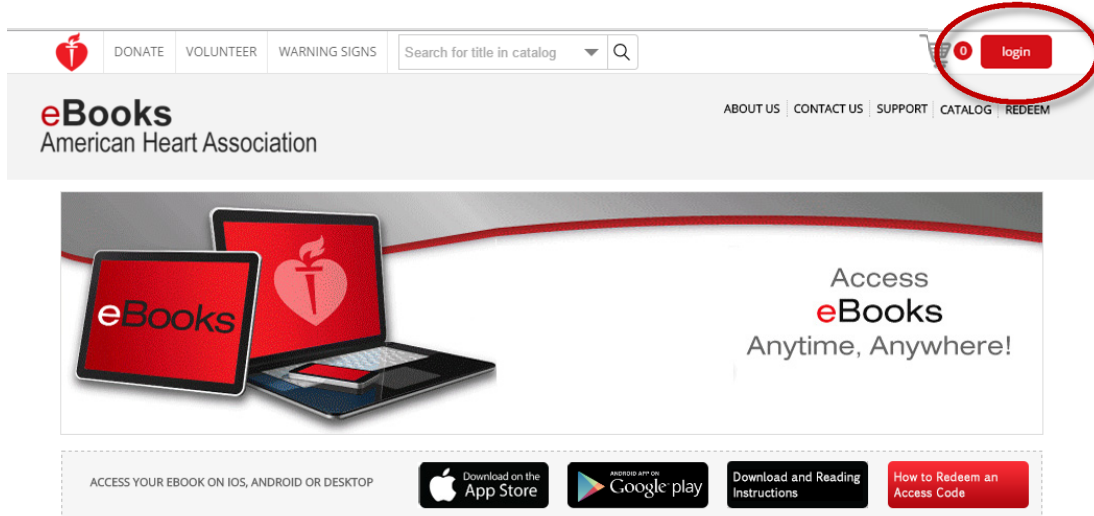 DONATE VOLUNTEER WARNING SIGNS Search for title in catalog 0 login
eBooks
American Heart Association
ABOUT US CONTACT US SUPPORT CATALOG REDEEM
eBooks
Access
eBooks
Anytime, Anywhere!
ACCESS YOUR EBOOK ON IOS, ANDROID OR DESKTOP
Download on the
App Store
ANDROID APP ON
Google play
Download and Reading
Instructions
How to Redeem an
Access Code